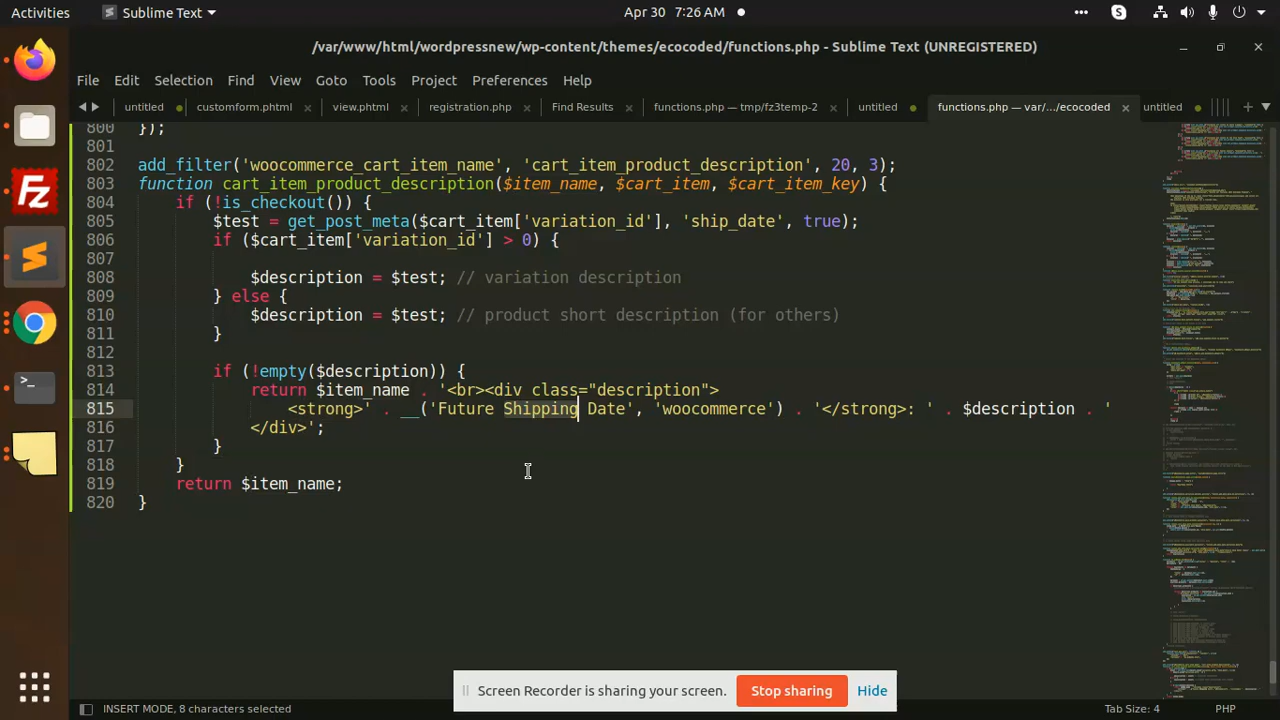 Activities
Sublime Text
Apr 30 7:26 AM
/var/www/html/wordpressnew/wp-content/themes/ecocoded/functions.php - Sublime Text (UNREGISTERED)
File Edit Selection Find View Goto Tools Project Preferences Help
untitled customform.phtml view.phtml registration.php Find Results functions.php — tmp/fz3temp-2 untitled functions.php — var/.../ecocoded untitled
800 });
801
802 add_filter('woocommerce_cart_item_name', 'cart_item_product_description', 20, 3);
803 function cart_item_product_description($item_name, $cart_item, $cart_item_key) {
804 if (!is_checkout()) {
805 $test = get_post_meta($cart_item['variation_id'], 'ship_date', true);
806 if ($cart_item['variation_id'] > 0) {
807
808 $description = $test; // variation description
809 } else {
810 $description = $test; // product short description (for others)
811 }
812
813 if (!empty($description)) {
814 return $item_name . '<br><div class="description">
815 <strong>' . __('Future Shipping Date', 'woocommerce') . '</strong>: ' . $description . '
816 </div>';
817 }
818 }
819 return $item_name;
820 }
Screen Recorder is sharing your screen. Stop sharing Hide
INSERT MODE, 8 characters selected Tab Size: 4 PHP